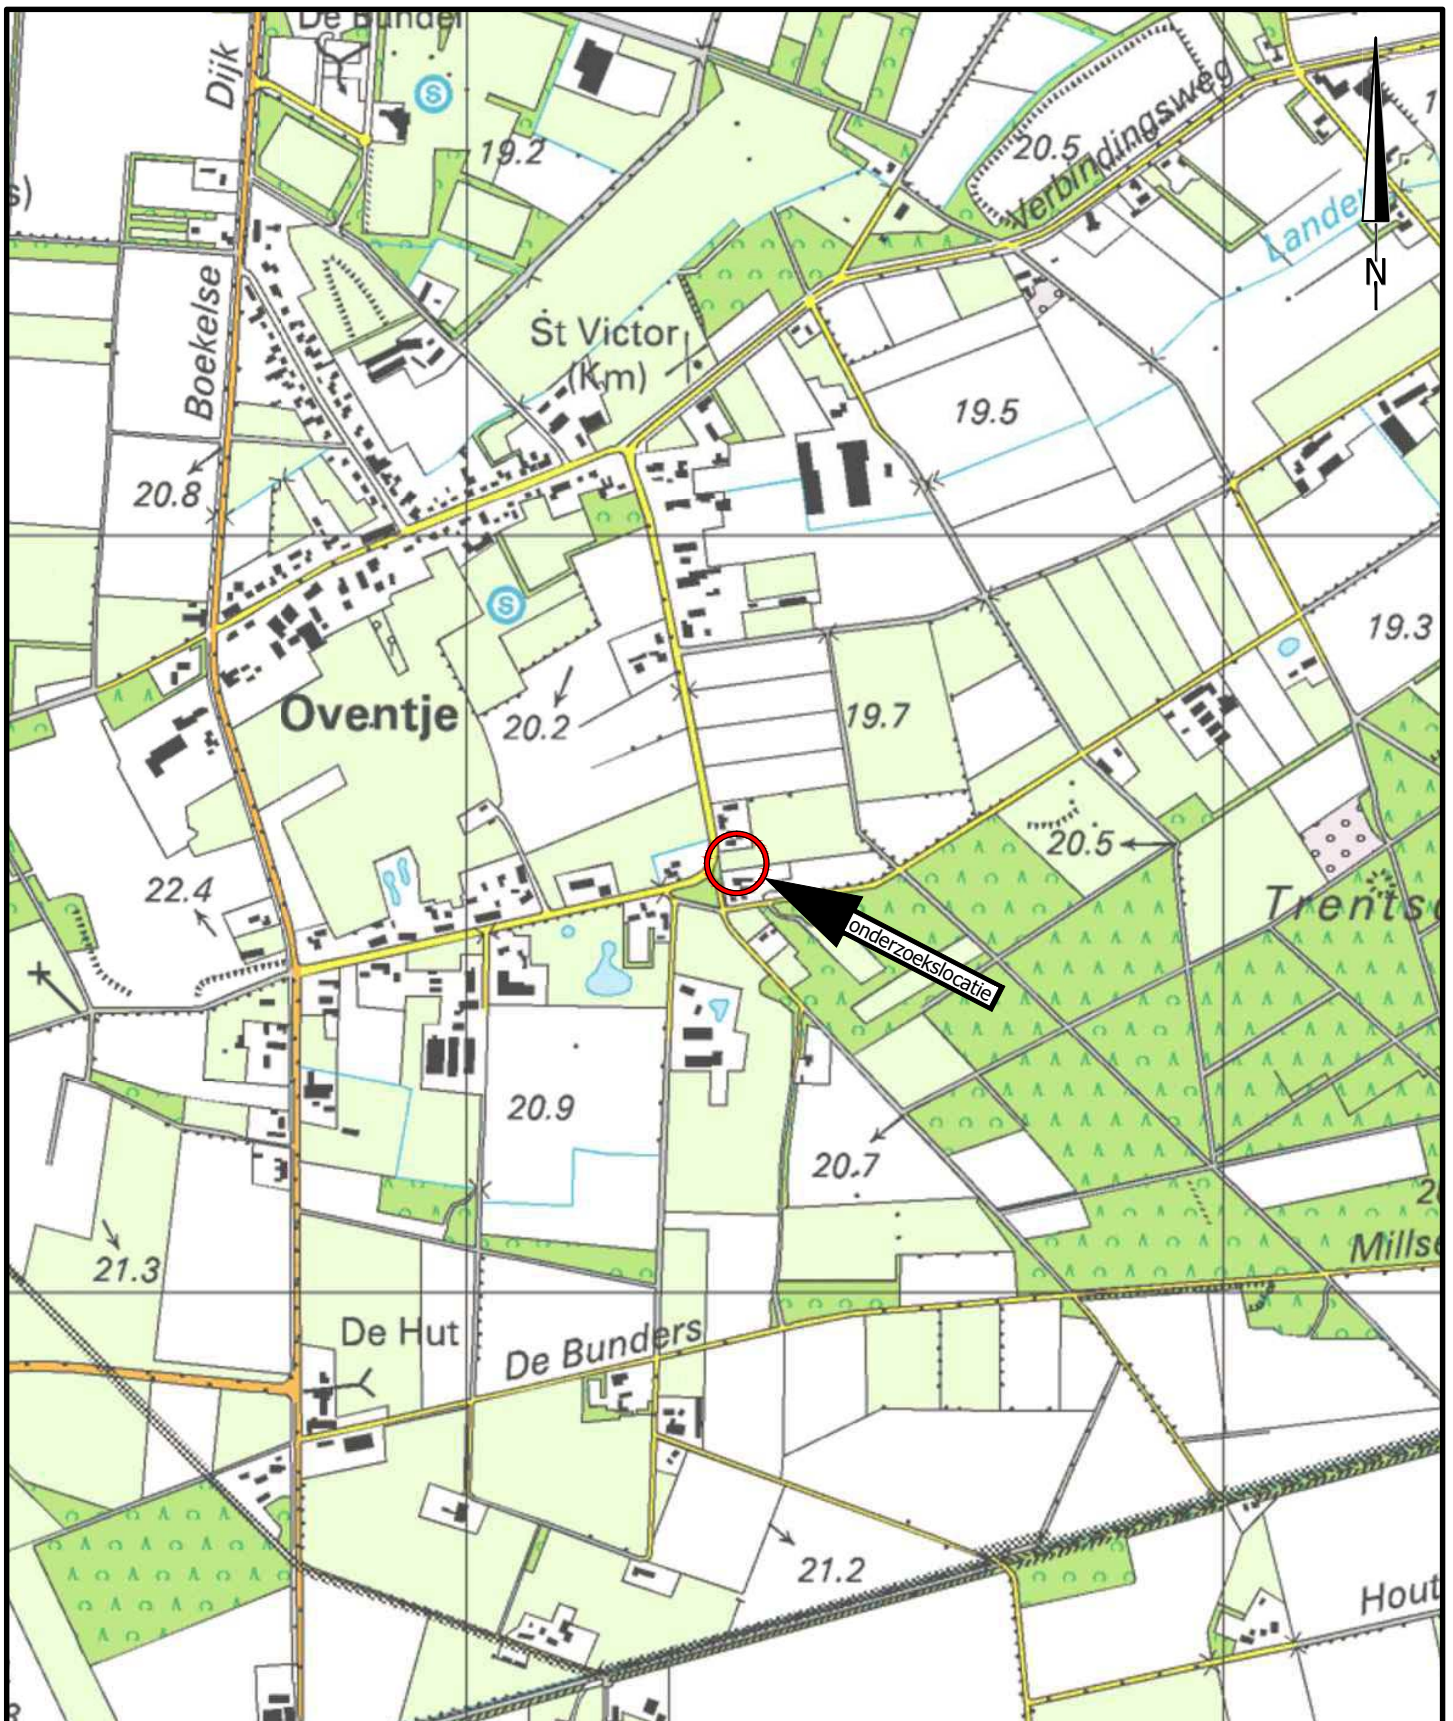 De Bundel
Dijk
S
19.2
20.5
Verbindingsweg
s)
Lander
N
Boekelse
St Victor
(Km)
19.5
20.8
S
19.3
Oventje
20.2
19.7
20.5
22.4
Trents
onderzoekslocatie
20.9
20.7
21.3
Mills
De Hut
De Bunders
21.2
Hout